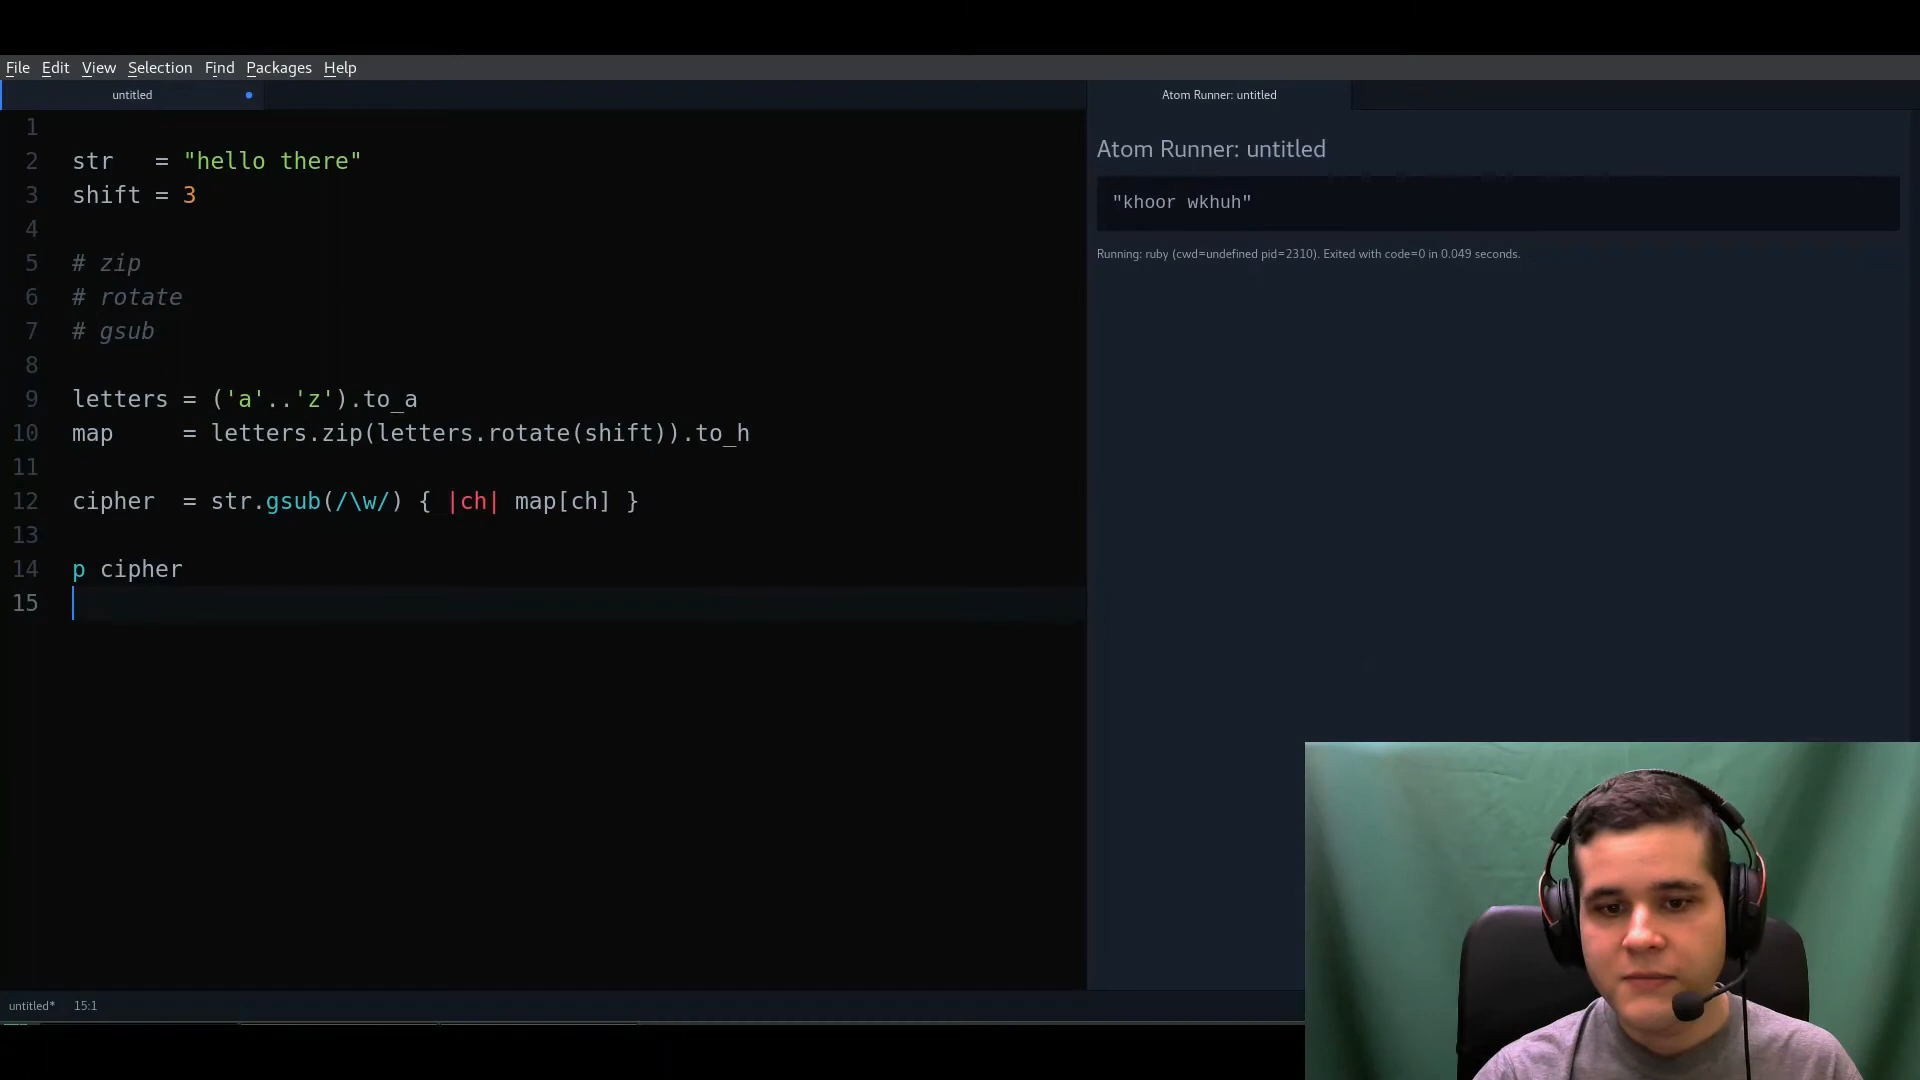 File Edit View Selection Find Packages Help
untitled
Atom Runner: untitled
1
2 str   = "hello there"
3 shift = 3
4
5 # zip
6 # rotate
7 # gsub
8
9 letters = ('a'..'z').to_a
10 map     = letters.zip(letters.rotate(shift)).to_h
11
12 cipher  = str.gsub(/\w/) { |ch| map[ch] }
13
14 p cipher
15
Atom Runner: untitled
"khoor wkhuh"
Running: ruby (cwd=undefined pid=2310). Exited with code=0 in 0.049 seconds.
untitled* 15:1